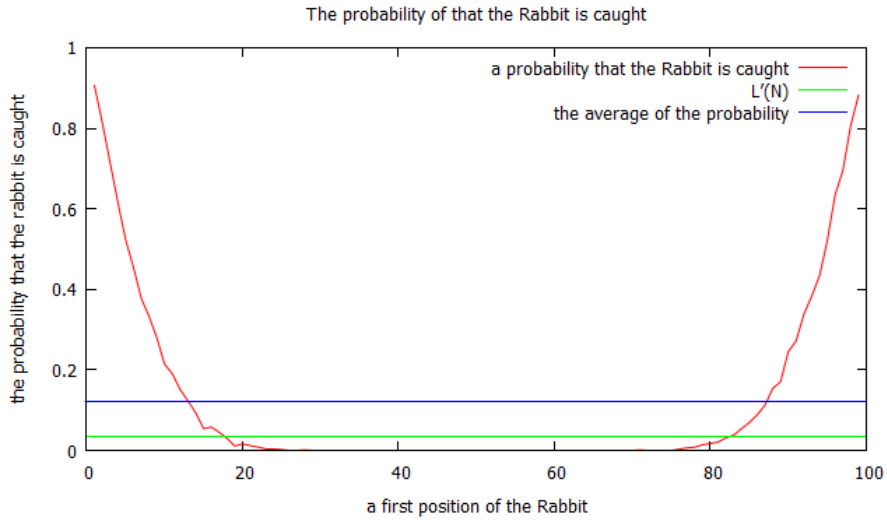 The probability of that the Rabbit is caught
a probability that the Rabbit is caught
L'(N)
the average of the probability
the probability that the rabbit is caught
1
0.8
0.6
0.4
0.2
0
0 20 40 60 80 100
a first position of the Rabbit